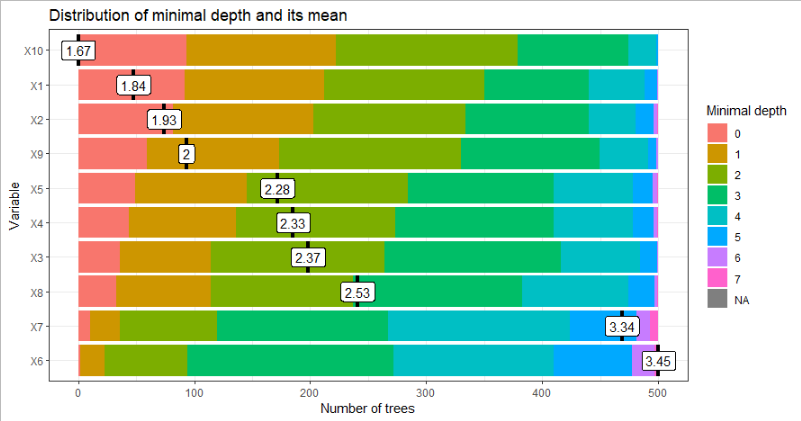 Distribution of minimal depth and its mean
X10
1.67
X1
1.84
X2
1.93
X9
2
X5
2.28
X4
2.33
X3
2.37
X8
2.53
X7
3.34
X6
3.45
Variable
0
100
200
300
400
500
Number of trees
Minimal depth
0
1
2
3
4
5
6
7
NA